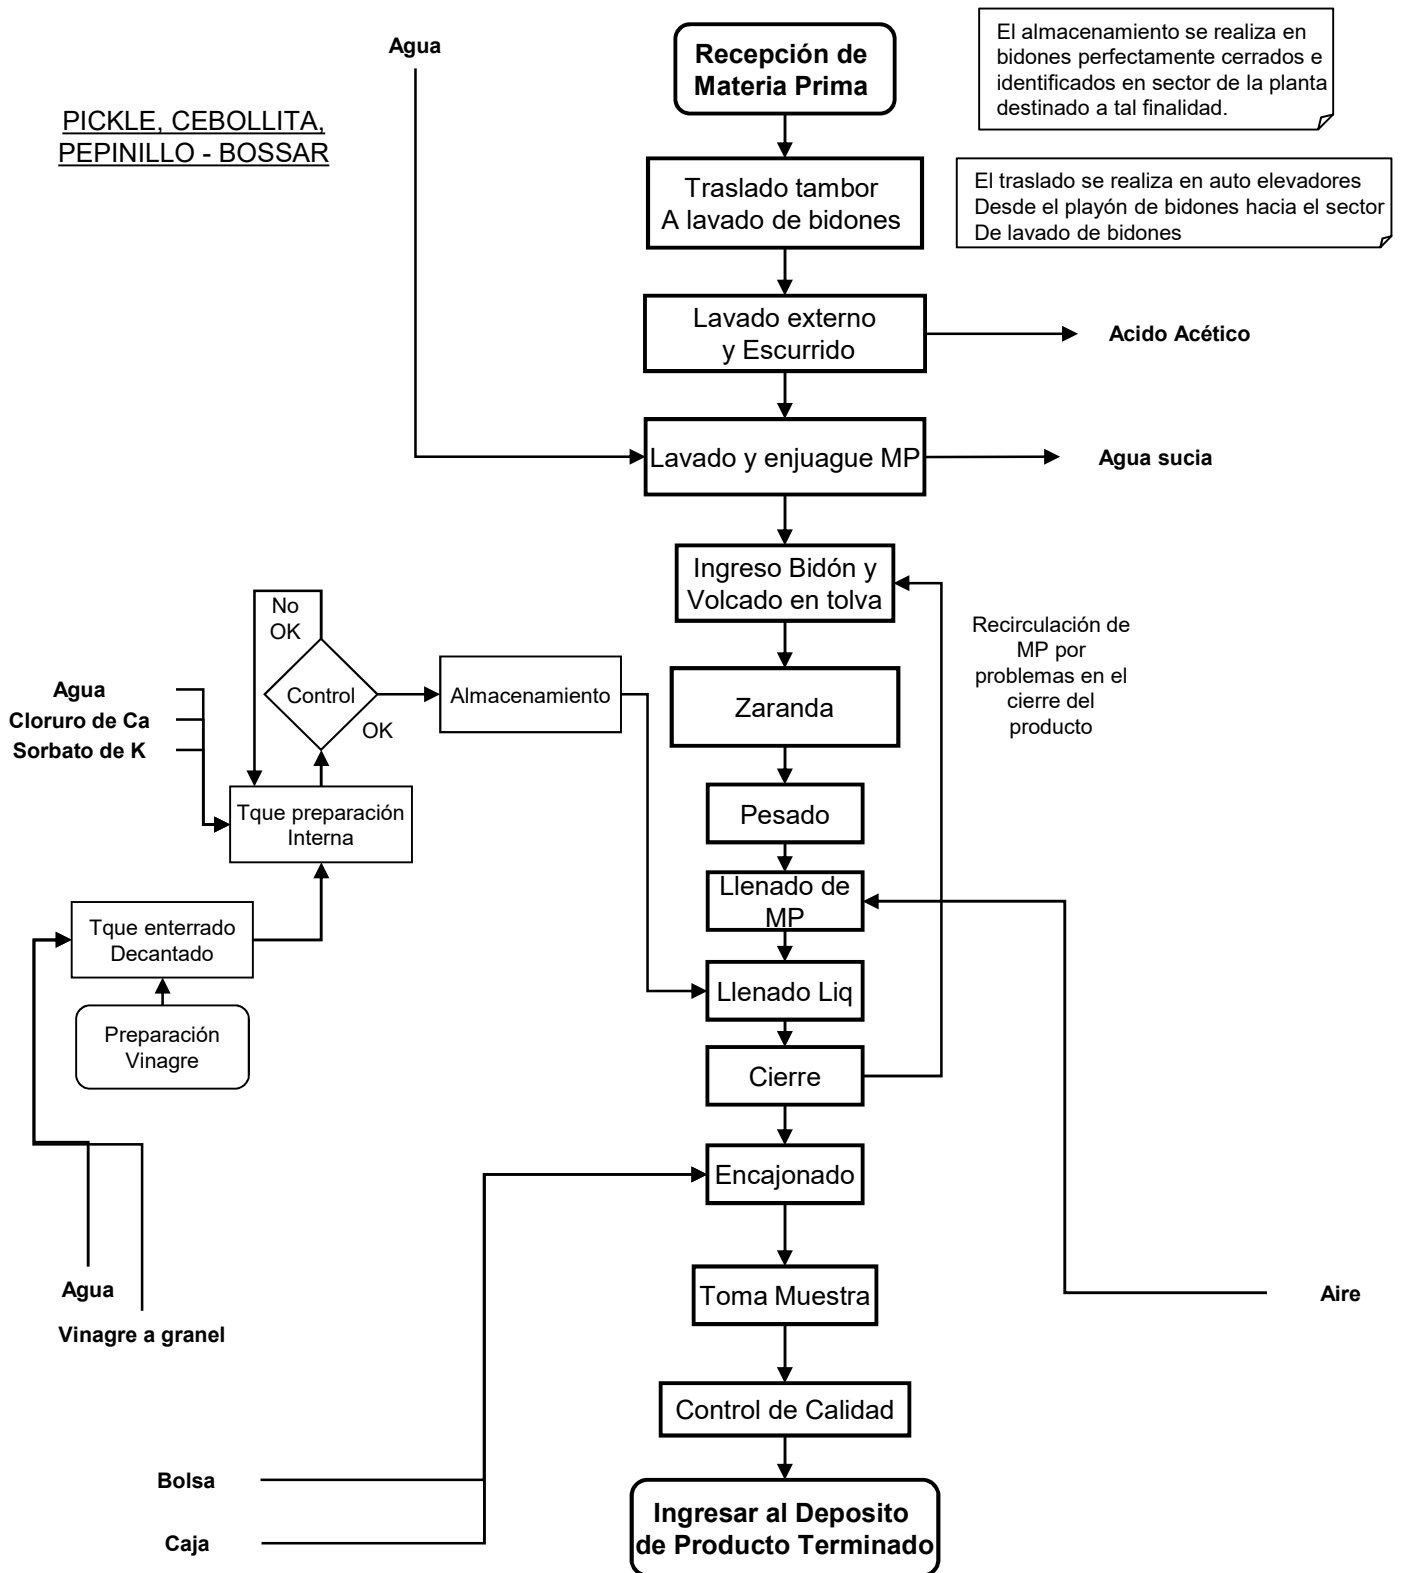 Agua
Recepción de
Materia Prima
El almacenamiento se realiza en
bidones perfectamente cerrados e
identificados en sector de la planta
destinado a tal finalidad.
PICKLE, CEBOLLITA,
PEPINILLO - BOSSAR
Traslado tambor
A lavado de bidones
El traslado se realiza en auto elevadores
Desde el playón de bidones hacia el sector
De lavado de bidones
Lavado externo
y Escurrido
Acido Acético
Lavado y enjuague MP
Agua sucia
Ingreso Bidón y
Volcado en tolva
No
OK
Recirculación de
MP por
problemas en el
cierre del
producto
Control
OK
Almacenamiento
Zaranda
Agua
Cloruro de Ca
Sorbato de K
Tque preparación
Interna
Pesado
Llenado de
MP
Tque enterrado
Decantado
Llenado Liq
Preparación
Vinagre
Cierre
Encajonado
Agua
Vinagre a granel
Toma Muestra
Aire
Control de Calidad
Bolsa
Caja
Ingresar al Deposito
de Producto Terminado